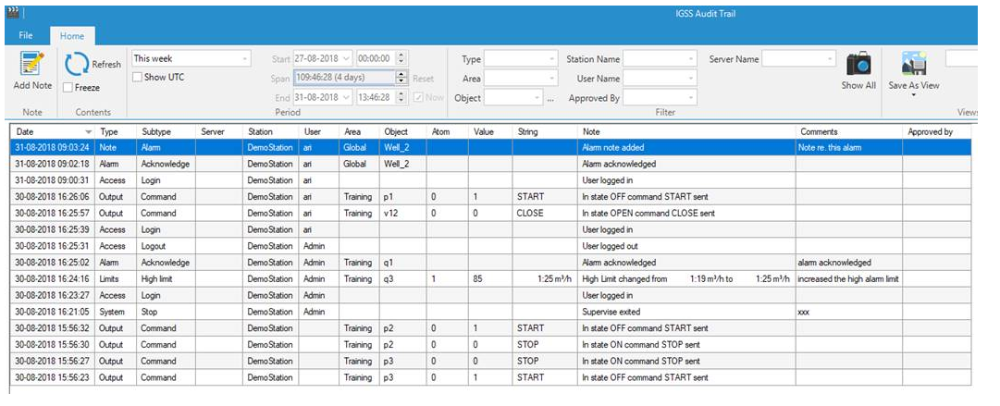 IGSS Audit Trail
File Home
Add Note
Note
Refresh
Freeze
Contents
This week
Show UTC
Start 27-08-2018 00:00:00
Span 109:46:28 (4 days) Reset
End 31-08-2018 13:46:28 Now
Period
Type
Area
Object ...
Station Name
User Name
Approved By
Server Name
Show All
Filter
Save As View
Views
Date Type Subtype Server Station User Area Object Atom Value String Note Comments Approved by
31-08-2018 09:03:24 Note Alarm DemoStation ari Global Well_2 Alarm note added Note re. this alarm
31-08-2018 09:02:18 Alarm Acknowledge DemoStation ari Global Well_2 Alarm acknowledged
31-08-2018 09:00:31 Access Login DemoStation ari User logged in
30-08-2018 16:26:06 Output Command DemoStation ari Training p1 0 1 START In state OFF command START sent
30-08-2018 16:25:57 Output Command DemoStation ari Training v12 0 0 CLOSE In state OPEN command CLOSE sent
30-08-2018 16:25:39 Access Login DemoStation ari User logged in
30-08-2018 16:25:31 Access Logout DemoStation Admin User logged out
30-08-2018 16:25:02 Alarm Acknowledge DemoStation Admin Training q1 Alarm acknowledged alarm acknowledged
30-08-2018 16:24:16 Limits High limit DemoStation Admin Training q3 1 85 1:25 m³/h High Limit changed from 1:19 m³/h to 1:25 m³/h increased the high alarm limit
30-08-2018 16:23:27 Access Login DemoStation Admin User logged in
30-08-2018 16:21:05 System Stop DemoStation Admin Supervise exited xxx
30-08-2018 15:56:32 Output Command DemoStation Training p2 0 1 START In state OFF command START sent
30-08-2018 15:56:30 Output Command DemoStation Training p2 0 0 STOP In state ON command STOP sent
30-08-2018 15:56:27 Output Command DemoStation Training p3 0 0 STOP In state ON command STOP sent
30-08-2018 15:56:23 Output Command DemoStation Training p3 0 1 START In state OFF command START sent